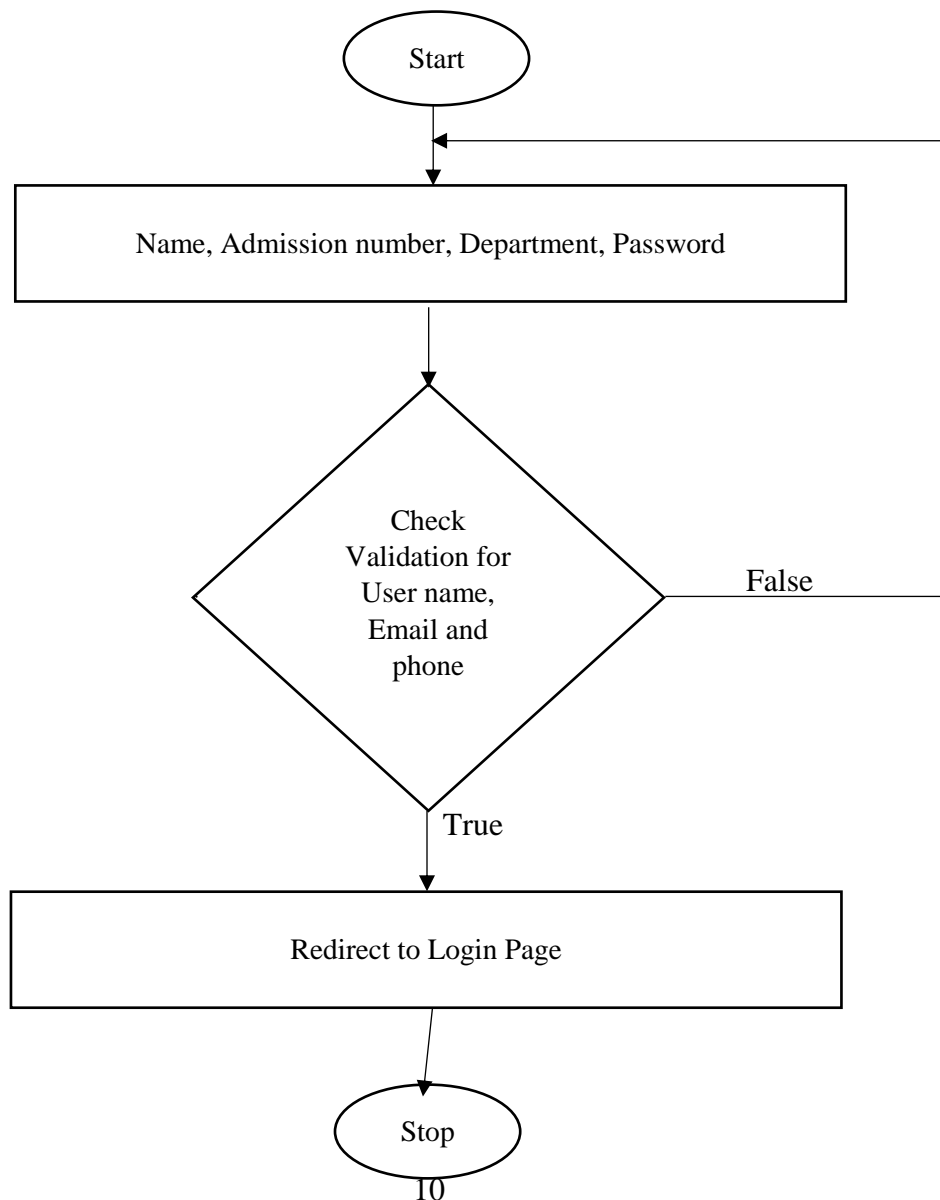 Start
Name, Admission number, Department, Password
Check
Validation for
User name,
Email and
phone
False
True
Redirect to Login Page
Stop
10